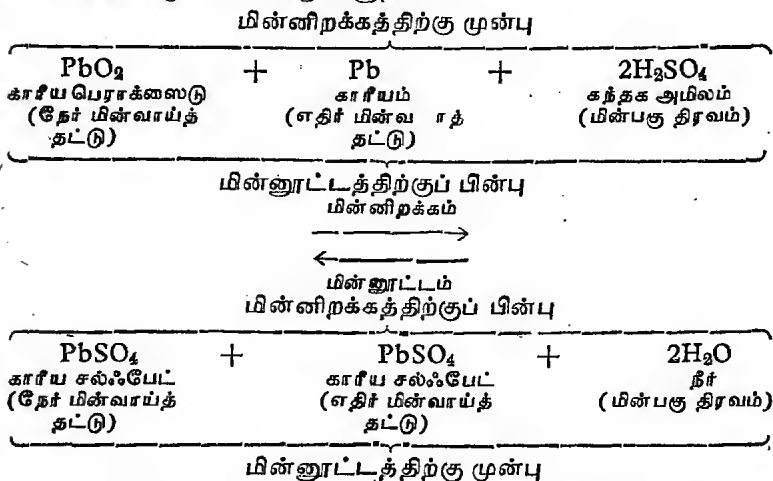 மின்னிறக்கத்திற்கு முன்பு
PbO₂ + Pb + 2H₂SO₄
காரீய பெராக்ஸைடு காரீயம் கந்தக அமிலம்
(நேர் மின்வாய்த் (எதிர் மின்வ ாத் (மின்பகு திரவம்)
தட்டு) தட்டு)
மின்னூட்டத்திற்குப் பின்பு
மின்னிறக்கம்
மின்னூட்டம்
மின்னிறக்கத்திற்குப் பின்பு
PbSO₄ + PbSO₄ + 2H₂O
காரீய சல்ஃபேட் காரீய சல்ஃபேட் நீர்
(நேர் மின்வாய்த் (எதிர் மின்வாய்த் (மின்பகு திரவம்)
தட்டு) தட்டு)
மின்னூட்டத்திற்கு முன்பு